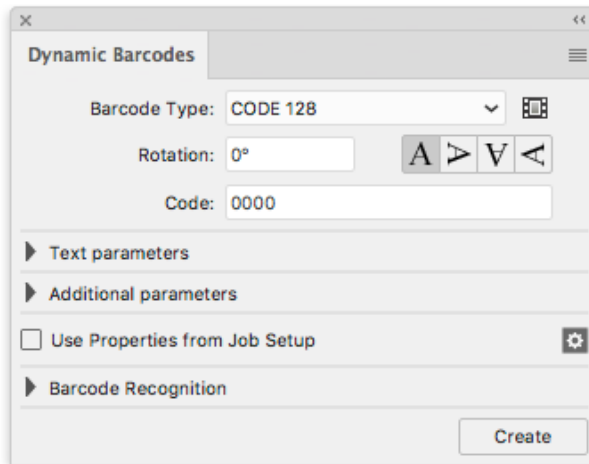 Dynamic Barcodes
Barcode Type: CODE 128
Rotation: 0° A A A A
Code: 0000
Text parameters
Additional parameters
Use Properties from Job Setup
Barcode Recognition
Create